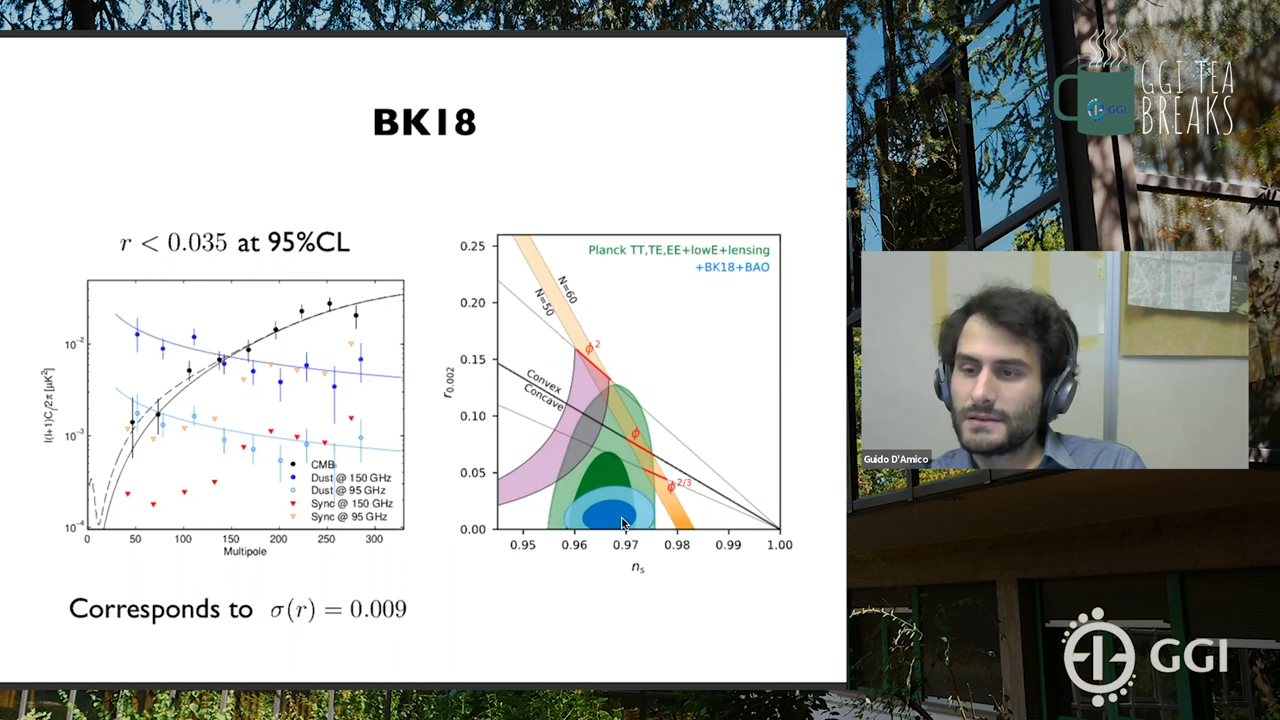 BK18
r < 0.035 at 95%CL
10⁻²
10⁻³
10⁻⁴
l(l+1)C_l/2π [μK²]
CMB
Dust @ 150 GHz
Dust @ 95 GHz
Sync @ 150 GHz
Sync @ 95 GHz
0 50 100 150 200 250 300
Multipole
Corresponds to σ(r) = 0.009
Planck TT,TE,EE+lowE+lensing
+BK18+BAO
N=60
N=50
ϕ²
Convex
Concave
ϕ
ϕ^2/3
0.25
0.20
0.15
0.10
0.05
0.00
r₀.₀₀₂
0.95 0.96 0.97 0.98 0.99 1.00
nₛ
GGI TEA
BREAKS
GGI
Guido D'Amico
GGI